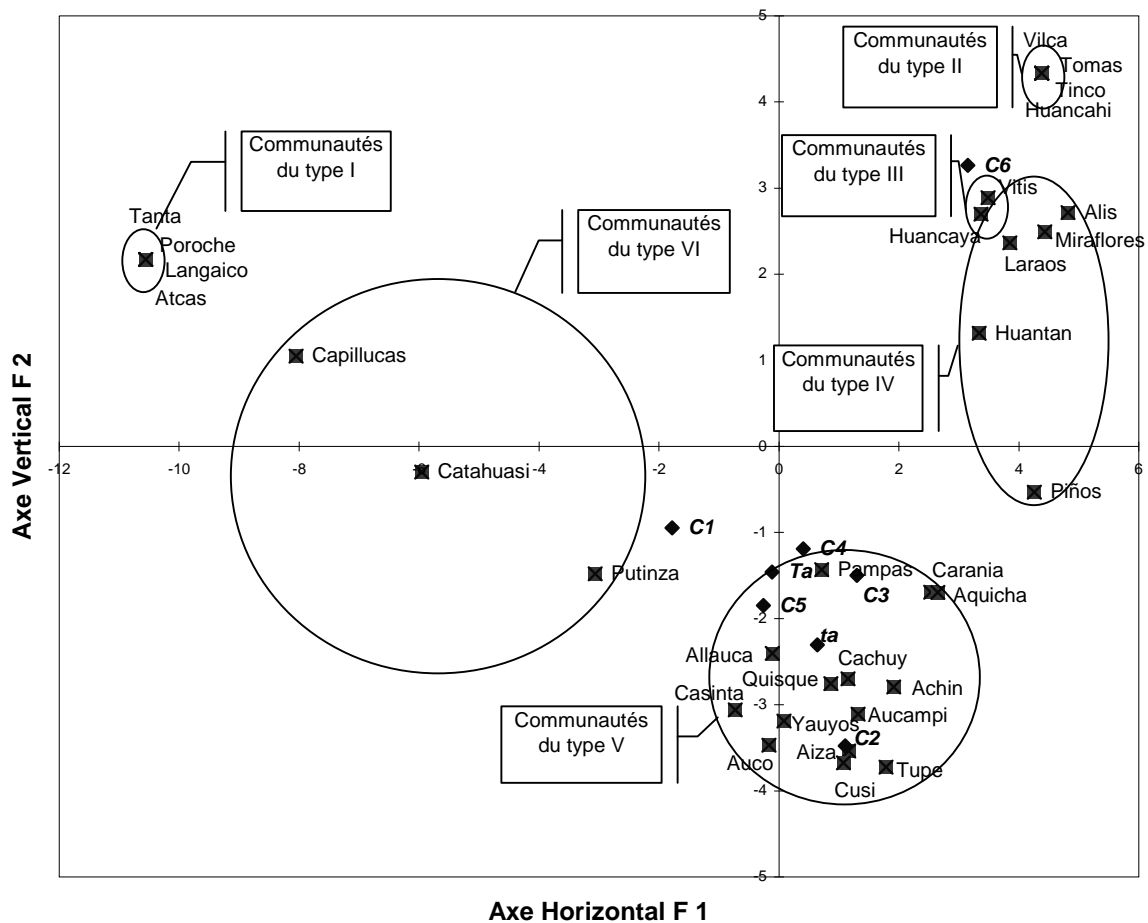 5
Communautés
du type II
Vilca
Tomas
Tinco
Huancahi
4
Communautés
du type I
Communautés
du type III
C6
Vitis
3
Communautés
du type VI
Tanta
Poroche
Langaico
Atcas
Huancaya
Alis
Miraflores
Laraos
2
Capillucas
Huantan
1
Communautés
du type IV
Axe Vertical F 2
0
-12
-10
-8
-6
-4
-2
0
2
4
6
Catahuasi
Piños
C1
-1
C4
Putinza
Ta
Pampas
C3
Carania
Aquicha
C5
-2
ta
Allauca
Cachuy
Quisque
Achin
Casinta
-3
Aucampi
Yauyos
Communautés
du type V
C2
Auco
Aiza
Tupe
Cusi
-4
-5
Axe Horizontal F 1